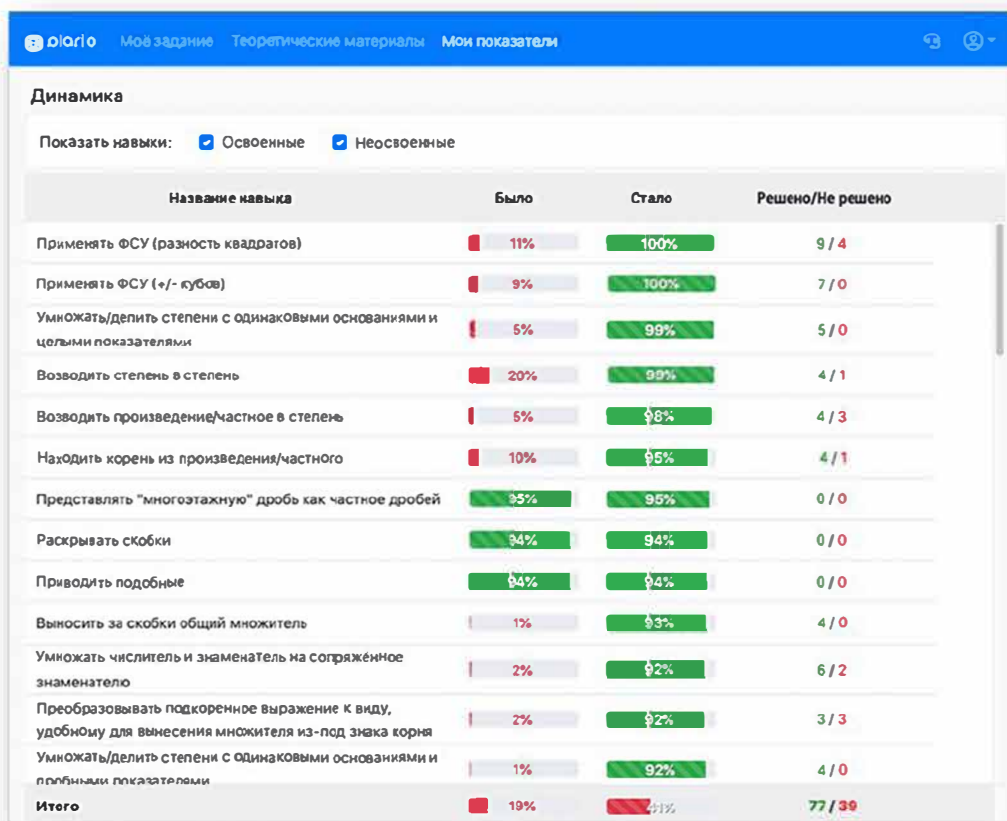 plario Моё задание Теоретические материалы Мои показатели
Динамика
Показать навыки: Освоенные Неосвоенные
Название навыка Было Стало Решено/Не решено
Применять ФСУ (разность квадратов) 11% 100% 9 / 4
Применять ФСУ (+/- кубов) 9% 100% 7 / 0
Умножать/делить степени с одинаковыми основаниями и
целыми показателями 5% 99% 5 / 0
Возводить степень в степень 20% 99% 4 / 1
Возводить произведение/частное в степень 5% 98% 4 / 3
Находить корень из произведения/частного 10% 95% 4 / 1
Представлять "многоэтажную" дробь как частное дробей 95% 95% 0 / 0
Раскрывать скобки 94% 94% 0 / 0
Приводить подобные 94% 94% 0 / 0
Выносить за скобки общий множитель 1% 93% 4 / 0
Умножать числитель и знаменатель на сопряжённое
знаменателю 2% 92% 6 / 2
Преобразовывать подкоренное выражение к виду,
удобному для вынесения множителя из-под знака корня 2% 92% 3 / 3
Умножать/делить степени с одинаковыми основаниями и
дробными показателями 1% 92% 4 / 0
Итого 19% 77 / 39